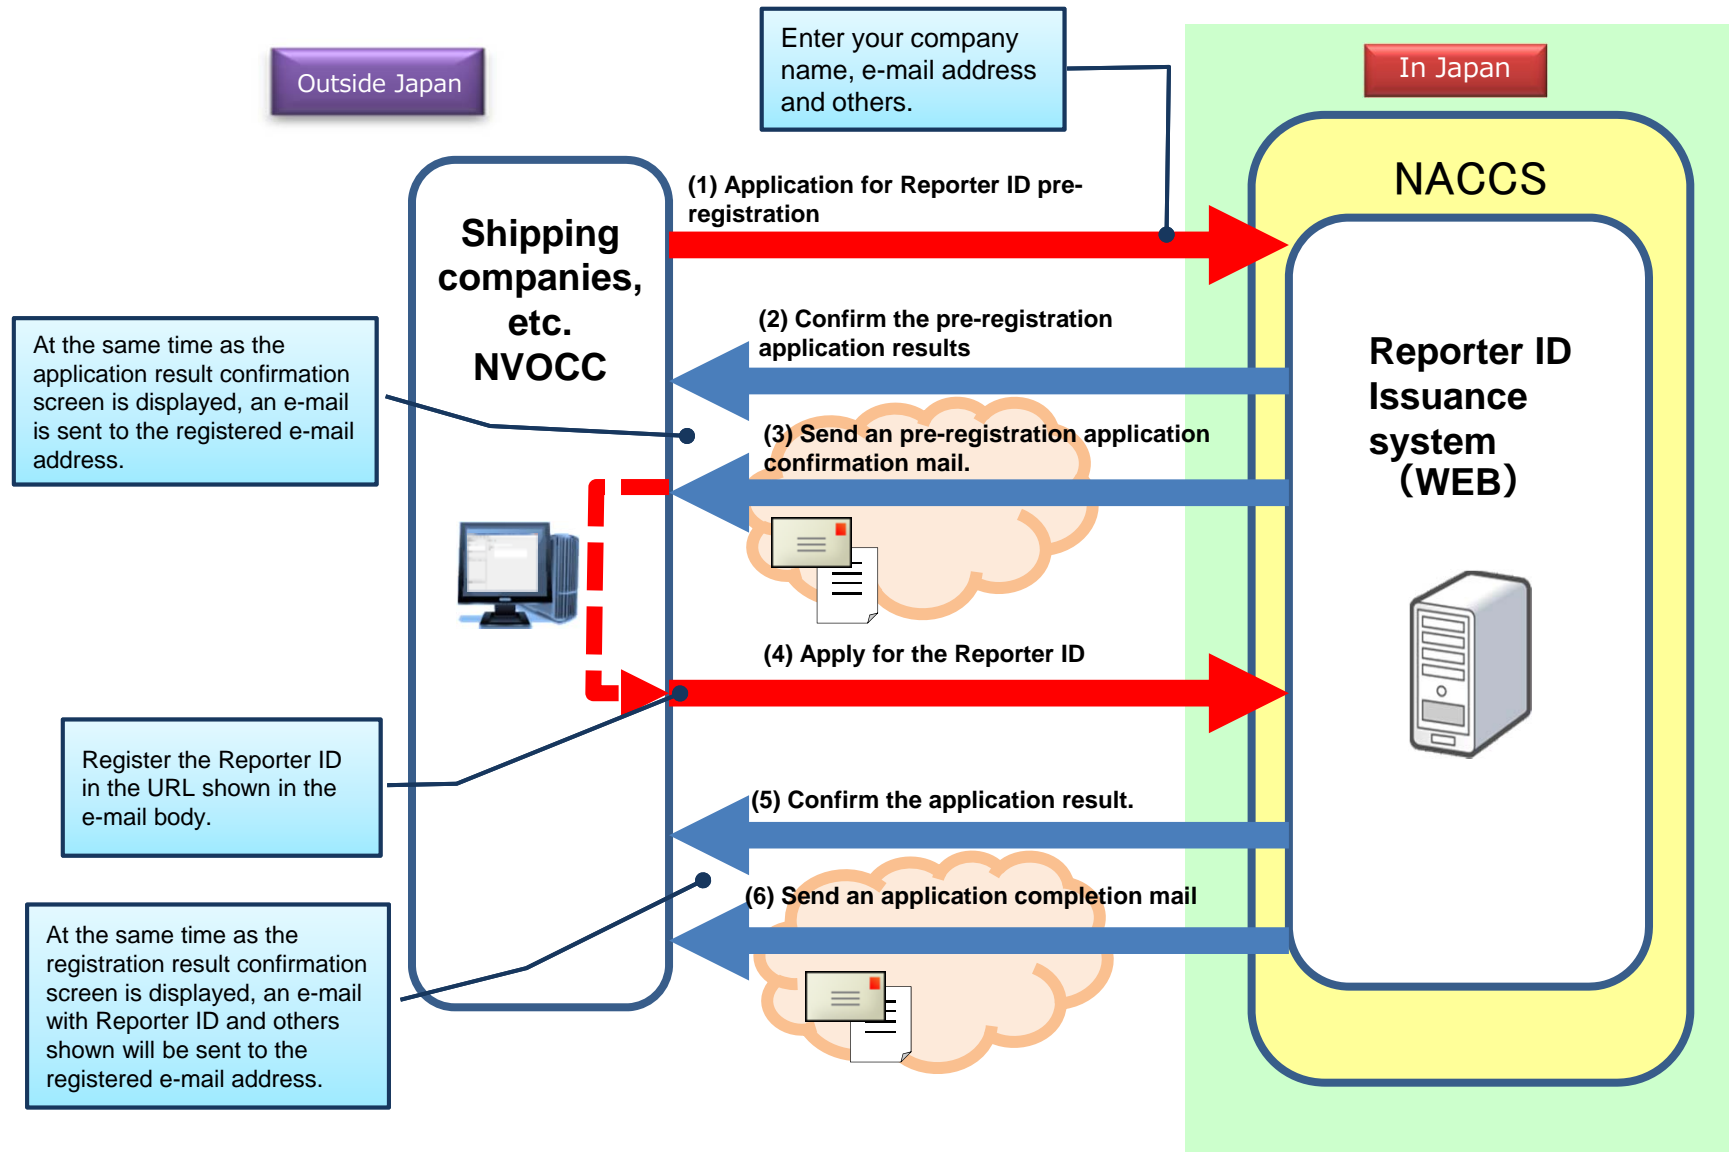 Outside Japan
Enter your company
name, e-mail address
and others.
In Japan
NACCS
(1) Application for Reporter ID pre-
registration
Shipping
companies,
etc.
NVOCC
(2) Confirm the pre-registration
application results
At the same time as the
application result confirmation
screen is displayed, an e-mail
is sent to the registered e-mail
address.
Reporter ID
Issuance
system
（WEB）
(3) Send an pre-registration application
confirmation mail.
(4) Apply for the Reporter ID
Register the Reporter ID
in the URL shown in the
e-mail body.
(5) Confirm the application result.
(6) Send an application completion mail
At the same time as the
registration result confirmation
screen is displayed, an e-mail
with Reporter ID and others
shown will be sent to the
registered e-mail address.